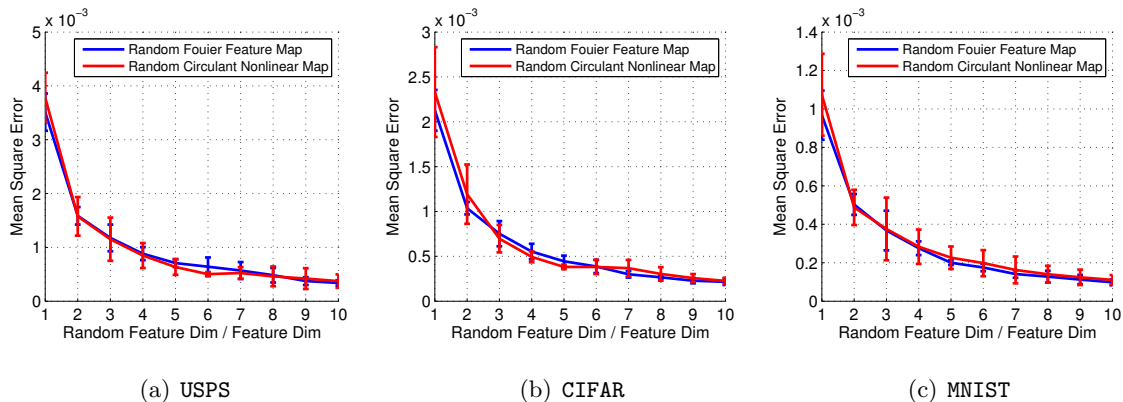 x 10⁻³
5
4
3
2
1
0
Mean Square Error
Random Fouier Feature Map
Random Circulant Nonlinear Map
1 2 3 4 5 6 7 8 9 10
Random Feature Dim / Feature Dim
(a) USPS
x 10⁻³
3
2.5
2
1.5
1
0.5
0
Mean Square Error
Random Fouier Feature Map
Random Circulant Nonlinear Map
1 2 3 4 5 6 7 8 9 10
Random Feature Dim / Feature Dim
(b) CIFAR
x 10⁻³
1.4
1.2
1
0.8
0.6
0.4
0.2
0
Mean Square Error
Random Fouier Feature Map
Random Circulant Nonlinear Map
1 2 3 4 5 6 7 8 9 10
Random Feature Dim / Feature Dim
(c) MNIST